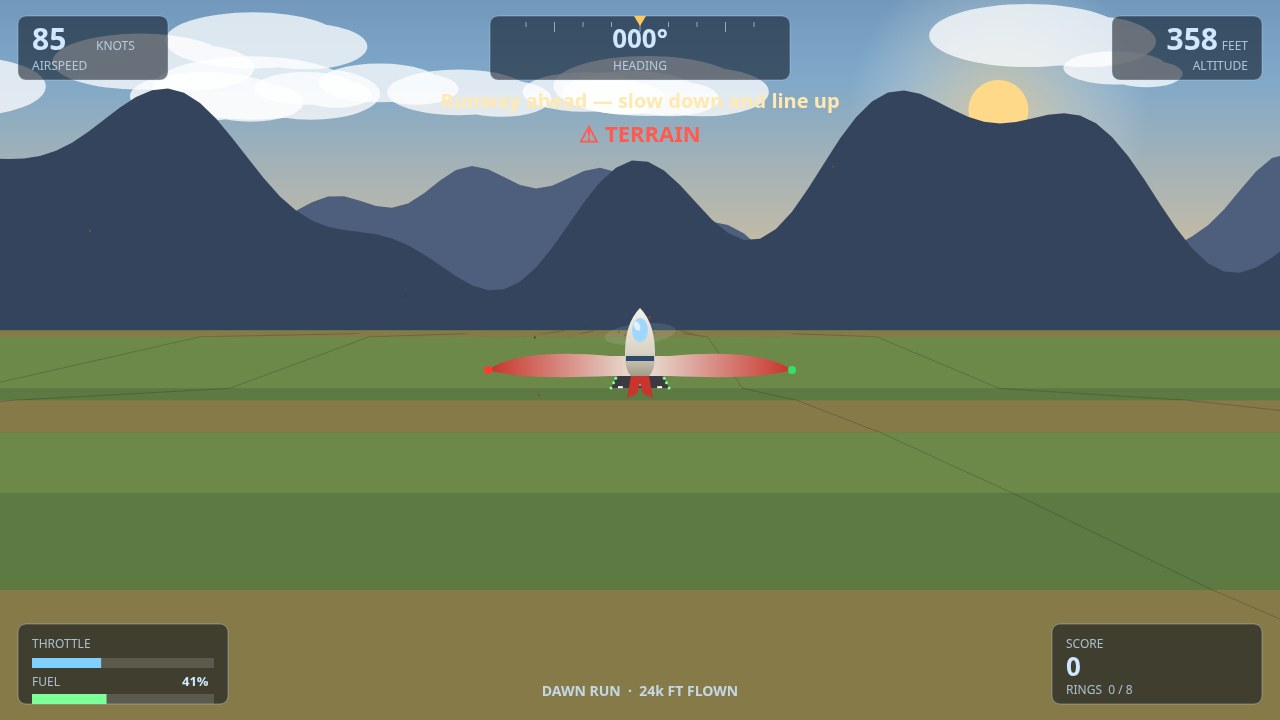 85 KNOTS
AIRSPEED
000°
HEADING
358 FEET
ALTITUDE
Runway ahead — slow down and line up
⚠ TERRAIN
THROTTLE
FUEL 41%
DAWN RUN · 24k FT FLOWN
SCORE
0
RINGS 0 / 8